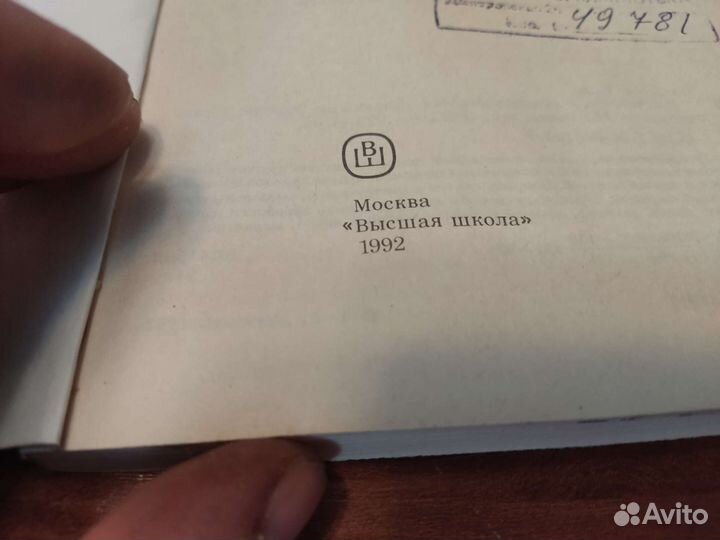 49 781
ВШ
Москва
«Высшая школа»
1992
Avito